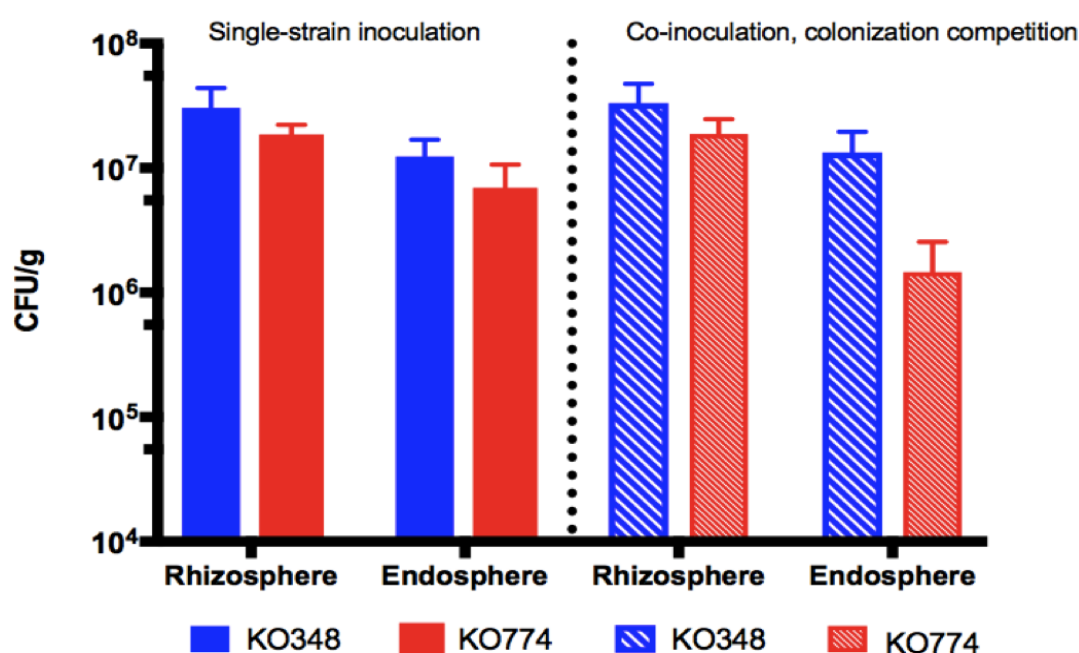 Single-strain inoculation
Co-inoculation, colonization competition
CFU/g
10⁸
10⁷
10⁶
10⁵
10⁴
Rhizosphere Endosphere Rhizosphere Endosphere
KO348 KO774 KO348 KO774